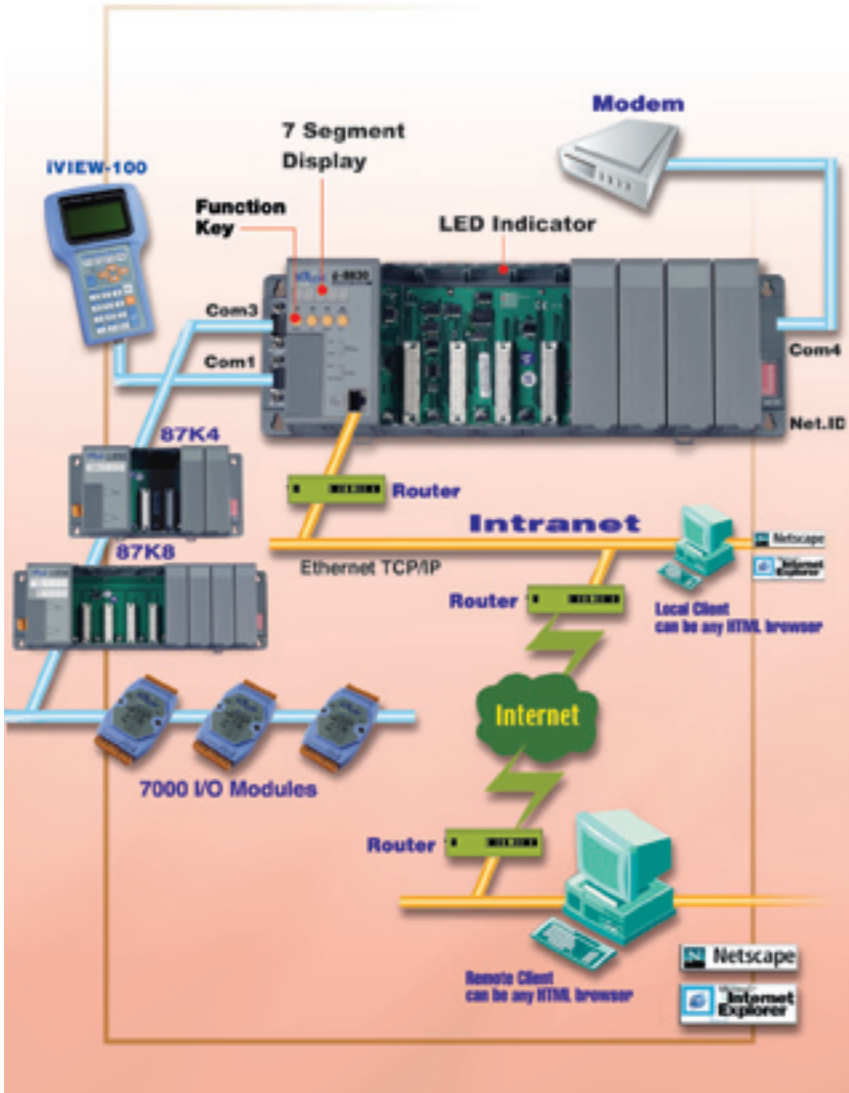 Modem
7 Segment
Display
iVIEW-100
Function
Key
LED Indicator
i-8830
Com3
Com1
Com4
Net.ID
87K4
Router
Intranet
87K8
Ethernet TCP/IP
Netscape
Internet
Explorer
Router
Local Client
can be any HTML browser
Internet
7000 I/O Modules
Router
Netscape
Remote Client
can be any HTML browser
Internet
Explorer